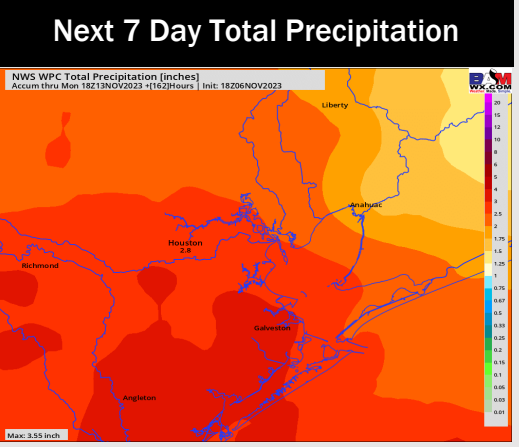 Next 7 Day Total Precipitation
NWS WPC Total Precipitation [inches]
Accum thru Mon 18Z13NOV2023 +[162]Hours | Init: 18Z06NOV2023
BAM
WX.COM
Liberty
Anahuac
Houston
2.8
Richmond
Galveston
Angleton
Max: 3.55 inch
20
15
12
10
8
6
5
4
3
2.5
2
1.75
1.5
1.25
1
0.75
0.67
0.5
0.33
0.25
0.2
0.15
0.1
0.05
0.03
0.01